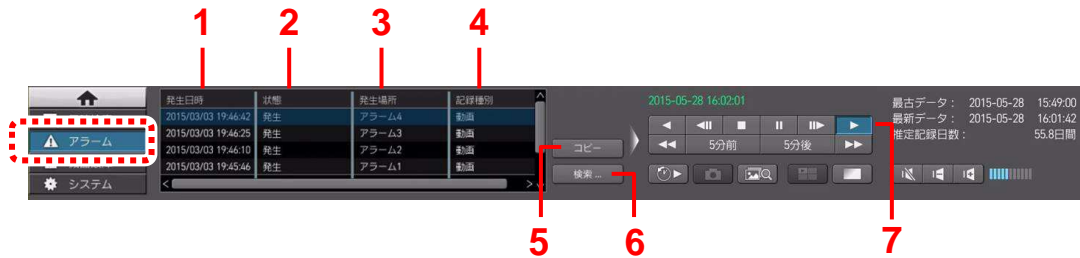 1 2 3 4
発生日時 状態 発生場所 記録種別
2015/03/03 19:46:42 発生 アラーム4 動画
2015/03/03 19:46:25 発生 アラーム3 動画
2015/03/03 19:46:10 発生 アラーム2 動画
2015/03/03 19:45:46 発生 アラーム1 動画
アラーム
システム
コピー
検索...
2015-05-28 16:02:01
5分前 5分後
最古データ： 2015-05-28 15:49:00
最新データ： 2015-05-28 16:01:42
推定記録日数： 55.8日間
5 6 7